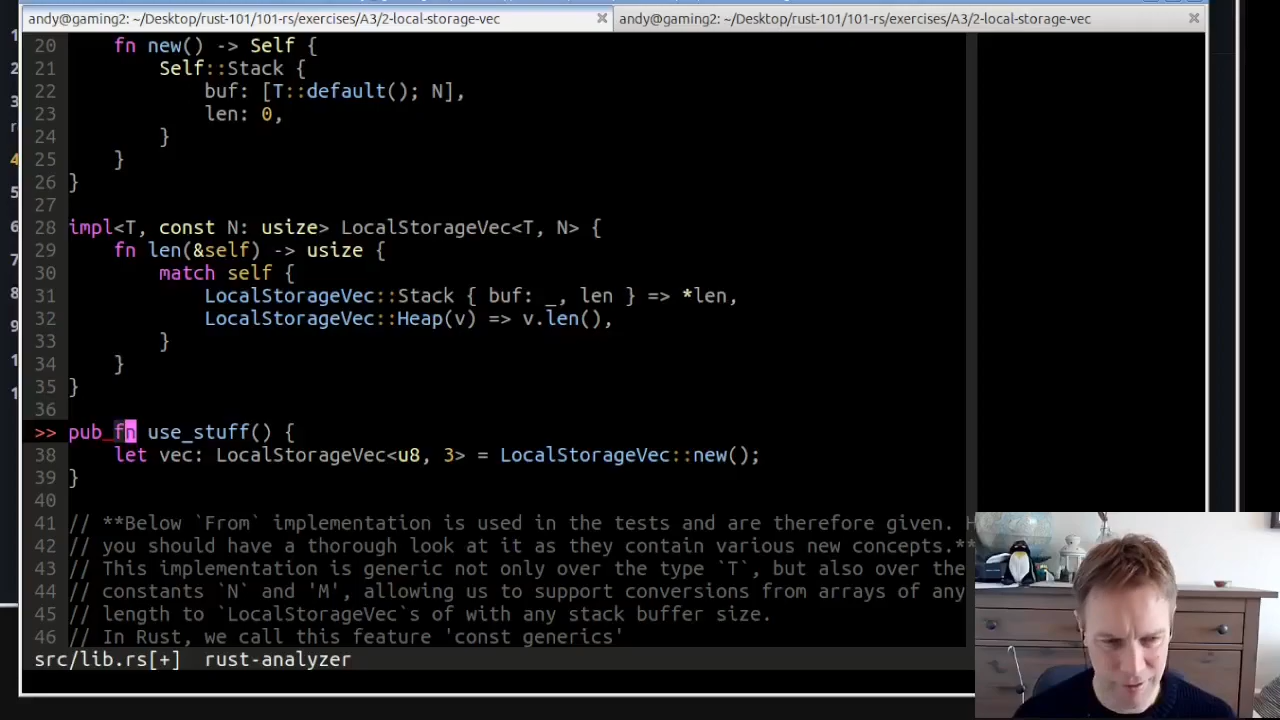 andy@gaming2: ~/Desktop/rust-101/101-rs/exercises/A3/2-local-storage-vec
andy@gaming2: ~/Desktop/rust-101/101-rs/exercises/A3/2-local-storage-vec
20     fn new() -> Self {
21         Self::Stack {
22             buf: [T::default(); N],
23             len: 0,
24         }
25     }
26 }
27
28 impl<T, const N: usize> LocalStorageVec<T, N> {
29     fn len(&self) -> usize {
30         match self {
31             LocalStorageVec::Stack { buf: _, len } => *len,
32             LocalStorageVec::Heap(v) => v.len(),
33         }
34     }
35 }
36
>> pub fn use_stuff() {
38     let vec: LocalStorageVec<u8, 3> = LocalStorageVec::new();
39 }
40
41 // **Below `From` implementation is used in the tests and are therefore given.
42 // you should have a thorough look at it as they contain various new concepts.**
43 // This implementation is generic not only over the type `T`, but also over the
44 // constants `N` and 'M`, allowing us to support conversions from arrays of any
45 // length to `LocalStorageVec`s of with any stack buffer size.
46 // In Rust, we call this feature 'const generics'
src/lib.rs[+] rust-analyzer